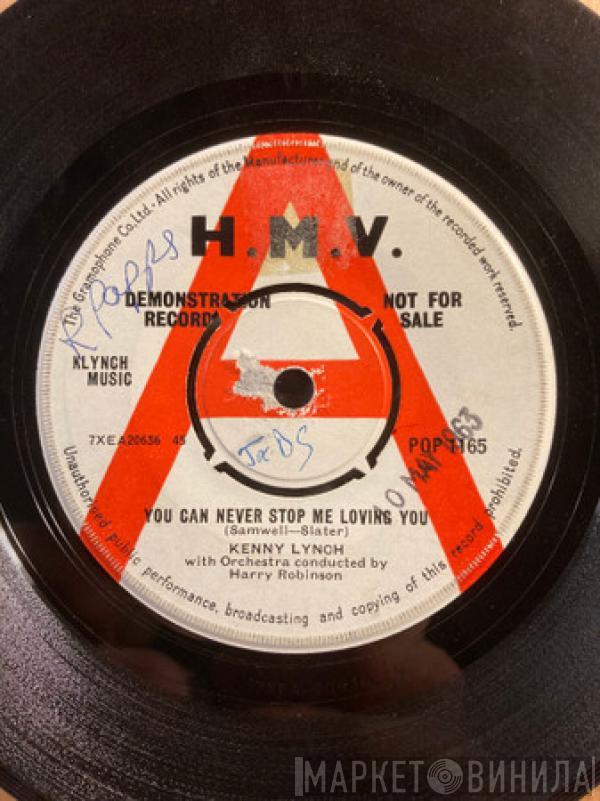 The Gramophone Co. Ltd. - All rights of the Manufacturer and of the owner of the recorded work reserved.
H.M.V.
DEMONSTRATION RECORD
NOT FOR SALE
KLYNCH
MUSIC
7XEA20636 45
POP 1165
MAY 1963
YOU CAN NEVER STOP ME LOVING YOU
(Samwell—Slater)
KENNY LYNCH
with Orchestra conducted by
Harry Robinson
Unauthorised public performance, broadcasting and copying of this record prohibited.
МАРКЕТ ВИНИЛА